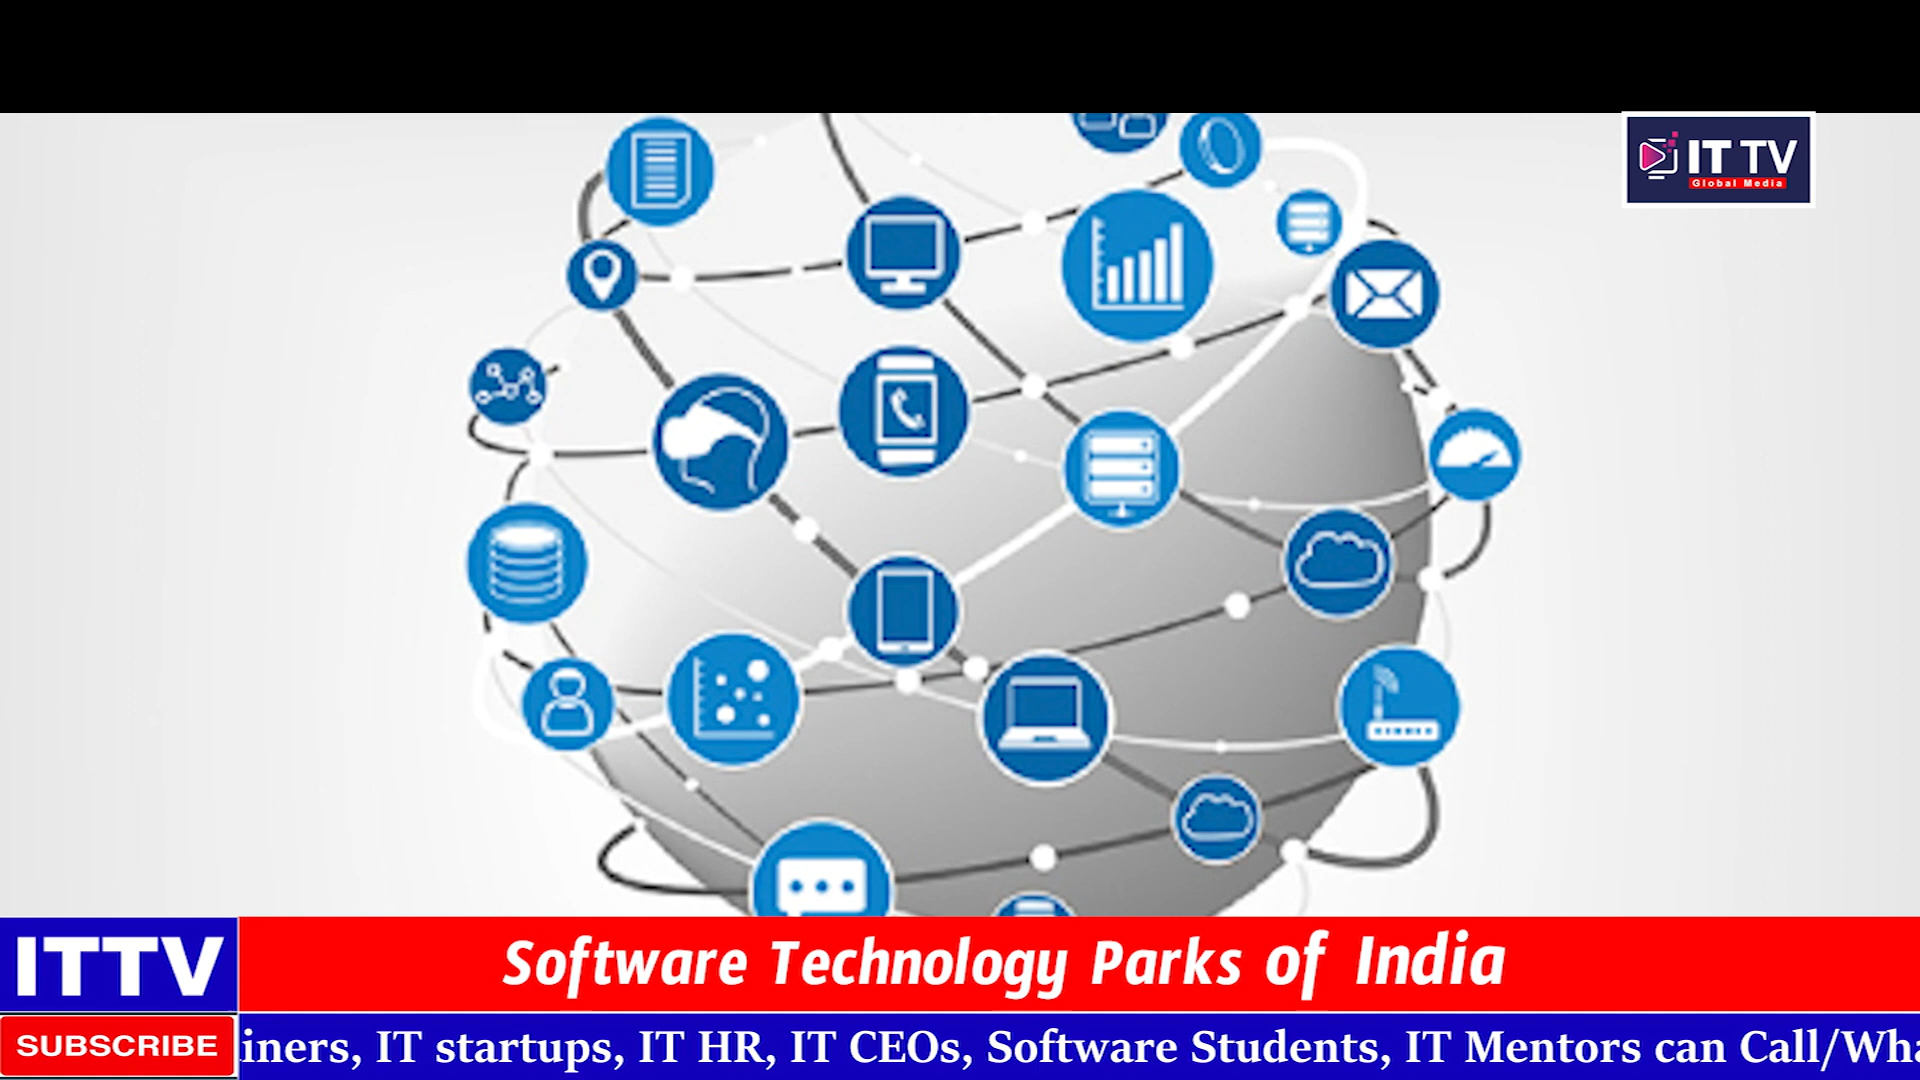 IT TV
Global Media
ITTV
Software Technology Parks of India
SUBSCRIBE
iners, IT startups, IT HR, IT CEOs, Software Students, IT Mentors can Call/Wha